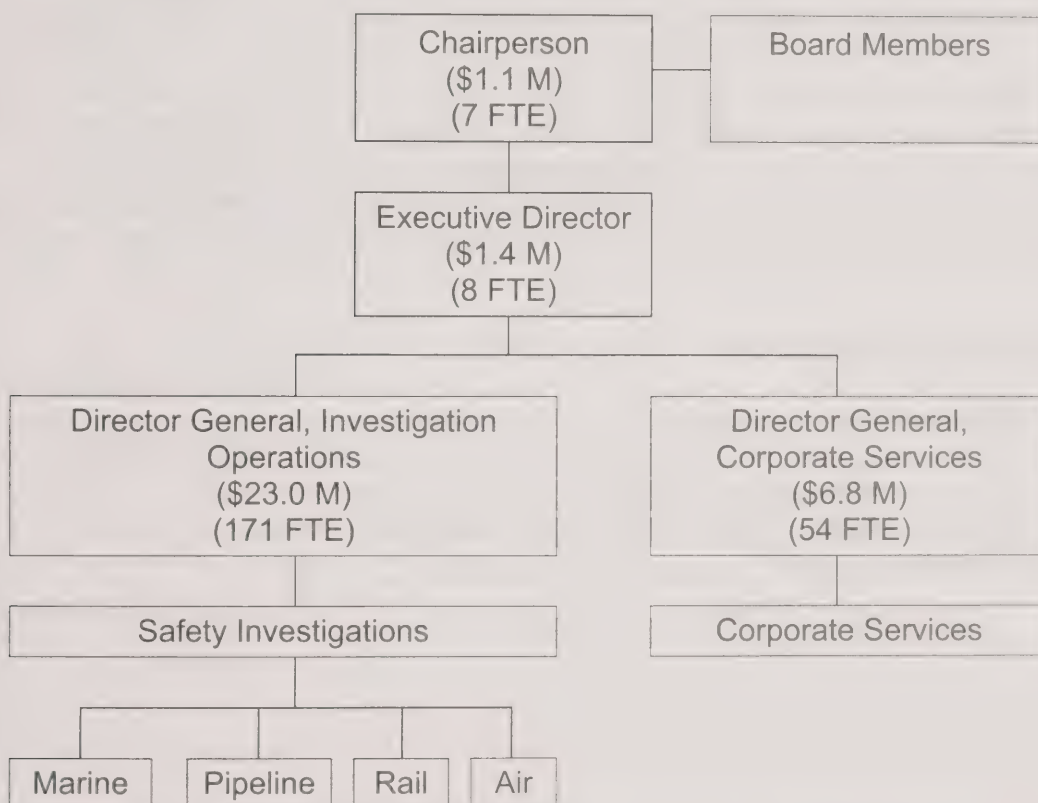 Chairperson
($1.1 M)
(7 FTE)
Board Members
Executive Director
($1.4 M)
(8 FTE)
Director General, Investigation
Operations
($23.0 M)
(171 FTE)
Director General,
Corporate Services
($6.8 M)
(54 FTE)
Safety Investigations
Corporate Services
Marine
Pipeline
Rail
Air